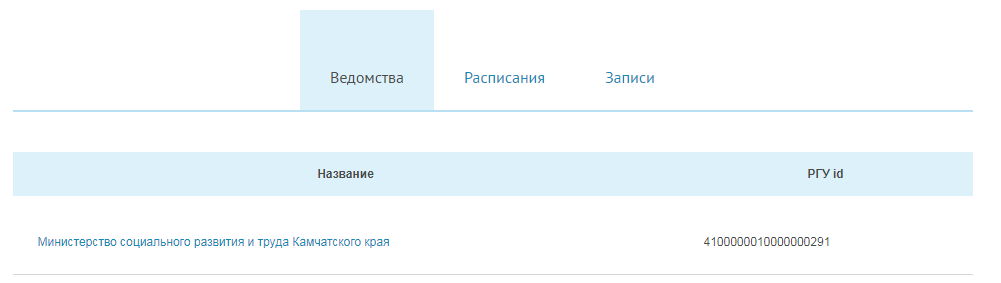 Ведомства Расписания Записи
Название РГУ id
Министерство социального развития и труда Камчатского края 4100000010000000291